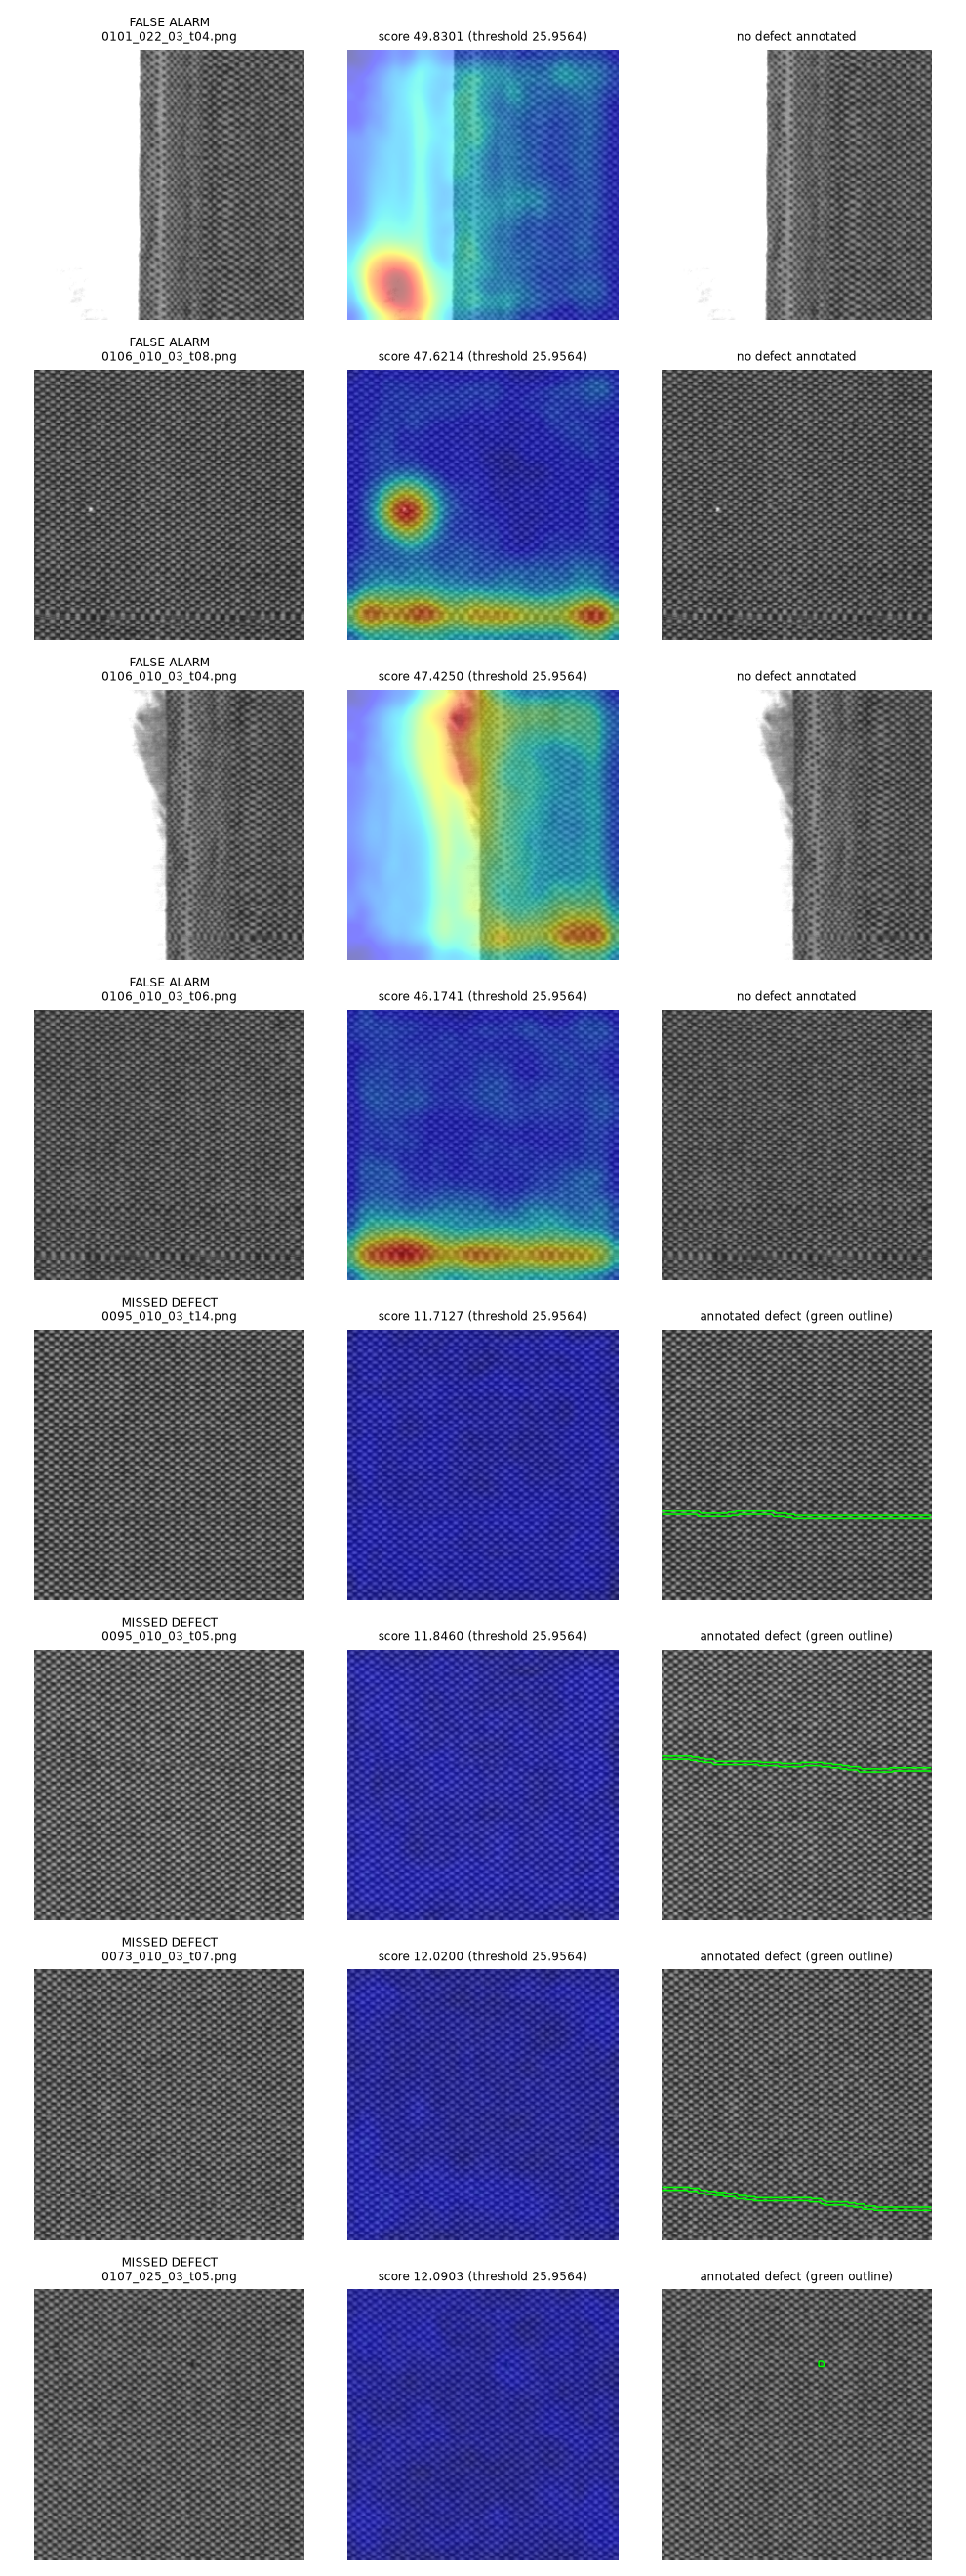 FALSE ALARM
0101_022_03_t04.png
score 49.8301 (threshold 25.9564)
no defect annotated
FALSE ALARM
0106_010_03_t08.png
score 47.6214 (threshold 25.9564)
no defect annotated
FALSE ALARM
0106_010_03_t04.png
score 47.4250 (threshold 25.9564)
no defect annotated
FALSE ALARM
0106_010_03_t06.png
score 46.1741 (threshold 25.9564)
no defect annotated
MISSED DEFECT
0095_010_03_t14.png
score 11.7127 (threshold 25.9564)
annotated defect (green outline)
MISSED DEFECT
0095_010_03_t05.png
score 11.8460 (threshold 25.9564)
annotated defect (green outline)
MISSED DEFECT
0073_010_03_t07.png
score 12.0200 (threshold 25.9564)
annotated defect (green outline)
MISSED DEFECT
0107_025_03_t05.png
score 12.0903 (threshold 25.9564)
annotated defect (green outline)